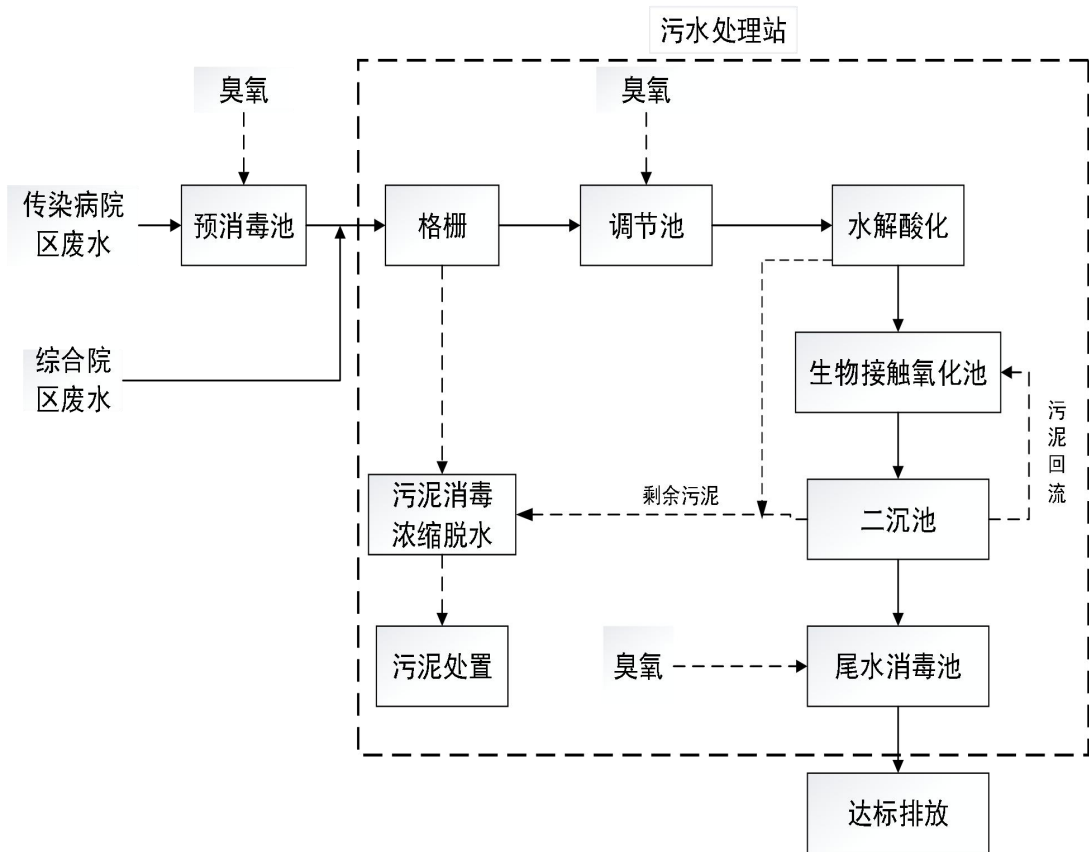 污水处理站
臭氧
臭氧
传染病院
区废水
预消毒池
格栅
调节池
水解酸化
综合院
区废水
生物接触氧化池
污
泥
回
流
污泥消毒
浓缩脱水
剩余污泥
二沉池
污泥处置
臭氧
尾水消毒池
达标排放